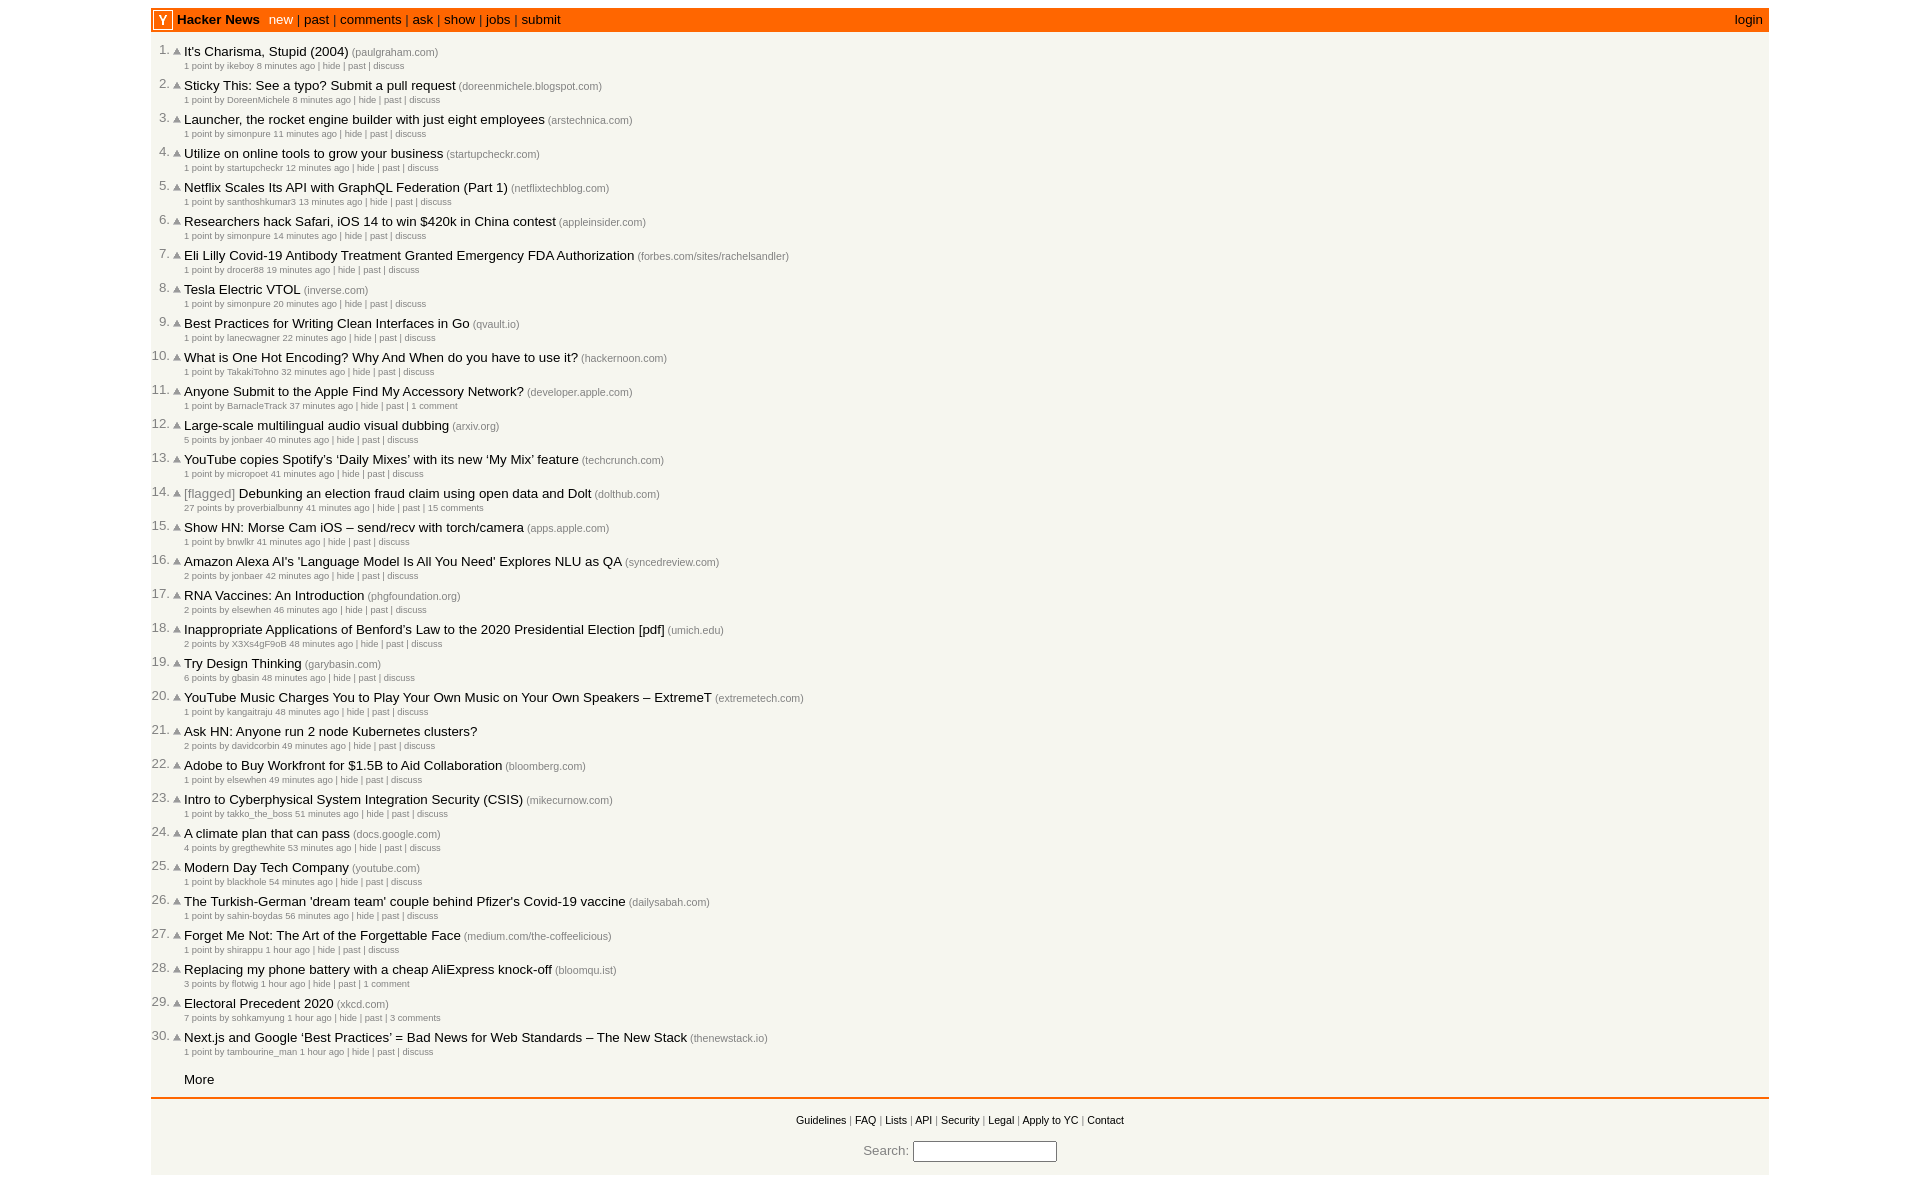 Y Hacker News new | past | comments | ask | show | jobs | submit login
1. It's Charisma, Stupid (2004) (paulgraham.com)
1 point by ikeboy 8 minutes ago | hide | past | discuss
2. Sticky This: See a typo? Submit a pull request (doreenmichele.blogspot.com)
1 point by DoreenMichele 8 minutes ago | hide | past | discuss
3. Launcher, the rocket engine builder with just eight employees (arstechnica.com)
1 point by simonpure 11 minutes ago | hide | past | discuss
4. Utilize on online tools to grow your business (startupcheckr.com)
1 point by startupcheckr 12 minutes ago | hide | past | discuss
5. Netflix Scales Its API with GraphQL Federation (Part 1) (netflixtechblog.com)
1 point by santhoshkumar3 13 minutes ago | hide | past | discuss
6. Researchers hack Safari, iOS 14 to win $420k in China contest (appleinsider.com)
1 point by simonpure 14 minutes ago | hide | past | discuss
7. Eli Lilly Covid-19 Antibody Treatment Granted Emergency FDA Authorization (forbes.com/sites/rachelsandler)
1 point by drocer88 19 minutes ago | hide | past | discuss
8. Tesla Electric VTOL (inverse.com)
1 point by simonpure 20 minutes ago | hide | past | discuss
9. Best Practices for Writing Clean Interfaces in Go (qvault.io)
1 point by lanecwagner 22 minutes ago | hide | past | discuss
10. What is One Hot Encoding? Why And When do you have to use it? (hackernoon.com)
1 point by TakakiTohno 32 minutes ago | hide | past | discuss
11. Anyone Submit to the Apple Find My Accessory Network? (developer.apple.com)
1 point by BarnacleTrack 37 minutes ago | hide | past | 1 comment
12. Large-scale multilingual audio visual dubbing (arxiv.org)
5 points by jonbaer 40 minutes ago | hide | past | discuss
13. YouTube copies Spotify’s ‘Daily Mixes’ with its new ‘My Mix’ feature (techcrunch.com)
1 point by micropoet 41 minutes ago | hide | past | discuss
14. [flagged] Debunking an election fraud claim using open data and Dolt (dolthub.com)
27 points by proverbialbunny 41 minutes ago | hide | past | 15 comments
15. Show HN: Morse Cam iOS – send/recv with torch/camera (apps.apple.com)
1 point by bnwlkr 41 minutes ago | hide | past | discuss
16. Amazon Alexa AI's 'Language Model Is All You Need' Explores NLU as QA (syncedreview.com)
2 points by jonbaer 42 minutes ago | hide | past | discuss
17. RNA Vaccines: An Introduction (phgfoundation.org)
2 points by elsewhen 46 minutes ago | hide | past | discuss
18. Inappropriate Applications of Benford’s Law to the 2020 Presidential Election [pdf] (umich.edu)
2 points by X3Xs4gF9oB 48 minutes ago | hide | past | discuss
19. Try Design Thinking (garybasin.com)
6 points by gbasin 48 minutes ago | hide | past | discuss
20. YouTube Music Charges You to Play Your Own Music on Your Own Speakers – ExtremeT (extremetech.com)
1 point by kangaitraju 48 minutes ago | hide | past | discuss
21. Ask HN: Anyone run 2 node Kubernetes clusters?
2 points by davidcorbin 49 minutes ago | hide | past | discuss
22. Adobe to Buy Workfront for $1.5B to Aid Collaboration (bloomberg.com)
1 point by elsewhen 49 minutes ago | hide | past | discuss
23. Intro to Cyberphysical System Integration Security (CSIS) (mikecurnow.com)
1 point by takko_the_boss 51 minutes ago | hide | past | discuss
24. A climate plan that can pass (docs.google.com)
4 points by gregthewhite 53 minutes ago | hide | past | discuss
25. Modern Day Tech Company (youtube.com)
1 point by blackhole 54 minutes ago | hide | past | discuss
26. The Turkish-German 'dream team' couple behind Pfizer's Covid-19 vaccine (dailysabah.com)
1 point by sahin-boydas 56 minutes ago | hide | past | discuss
27. Forget Me Not: The Art of the Forgettable Face (medium.com/the-coffeelicious)
1 point by shirappu 1 hour ago | hide | past | discuss
28. Replacing my phone battery with a cheap AliExpress knock-off (bloomqu.ist)
3 points by flotwig 1 hour ago | hide | past | 1 comment
29. Electoral Precedent 2020 (xkcd.com)
7 points by sohkamyung 1 hour ago | hide | past | 3 comments
30. Next.js and Google ‘Best Practices’ = Bad News for Web Standards – The New Stack (thenewstack.io)
1 point by tambourine_man 1 hour ago | hide | past | discuss
More
Guidelines | FAQ | Lists | API | Security | Legal | Apply to YC | Contact
Search: